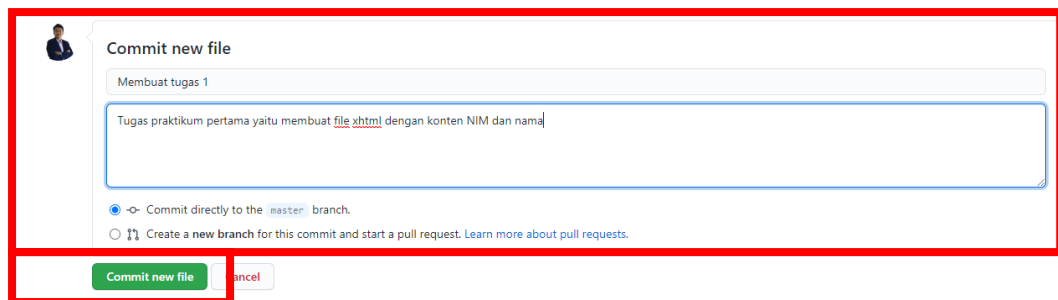 Commit new file
Membuat tugas 1
Tugas praktikum pertama yaitu membuat file xhtml dengan konten NIM dan nama
Commit directly to the master branch.
Create a new branch for this commit and start a pull request. Learn more about pull requests.
Commit new file
Cancel